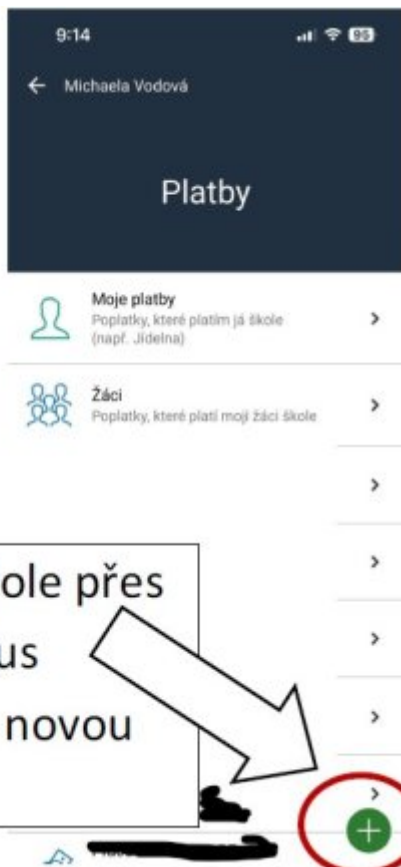 9:14
95
Michaela Vodová
Platby
Moje platby
Poplatky, které platím já škole
(např. Jídelna)
Žáci
Poplatky, které platí moji žáci škole
ole přes
us
novou